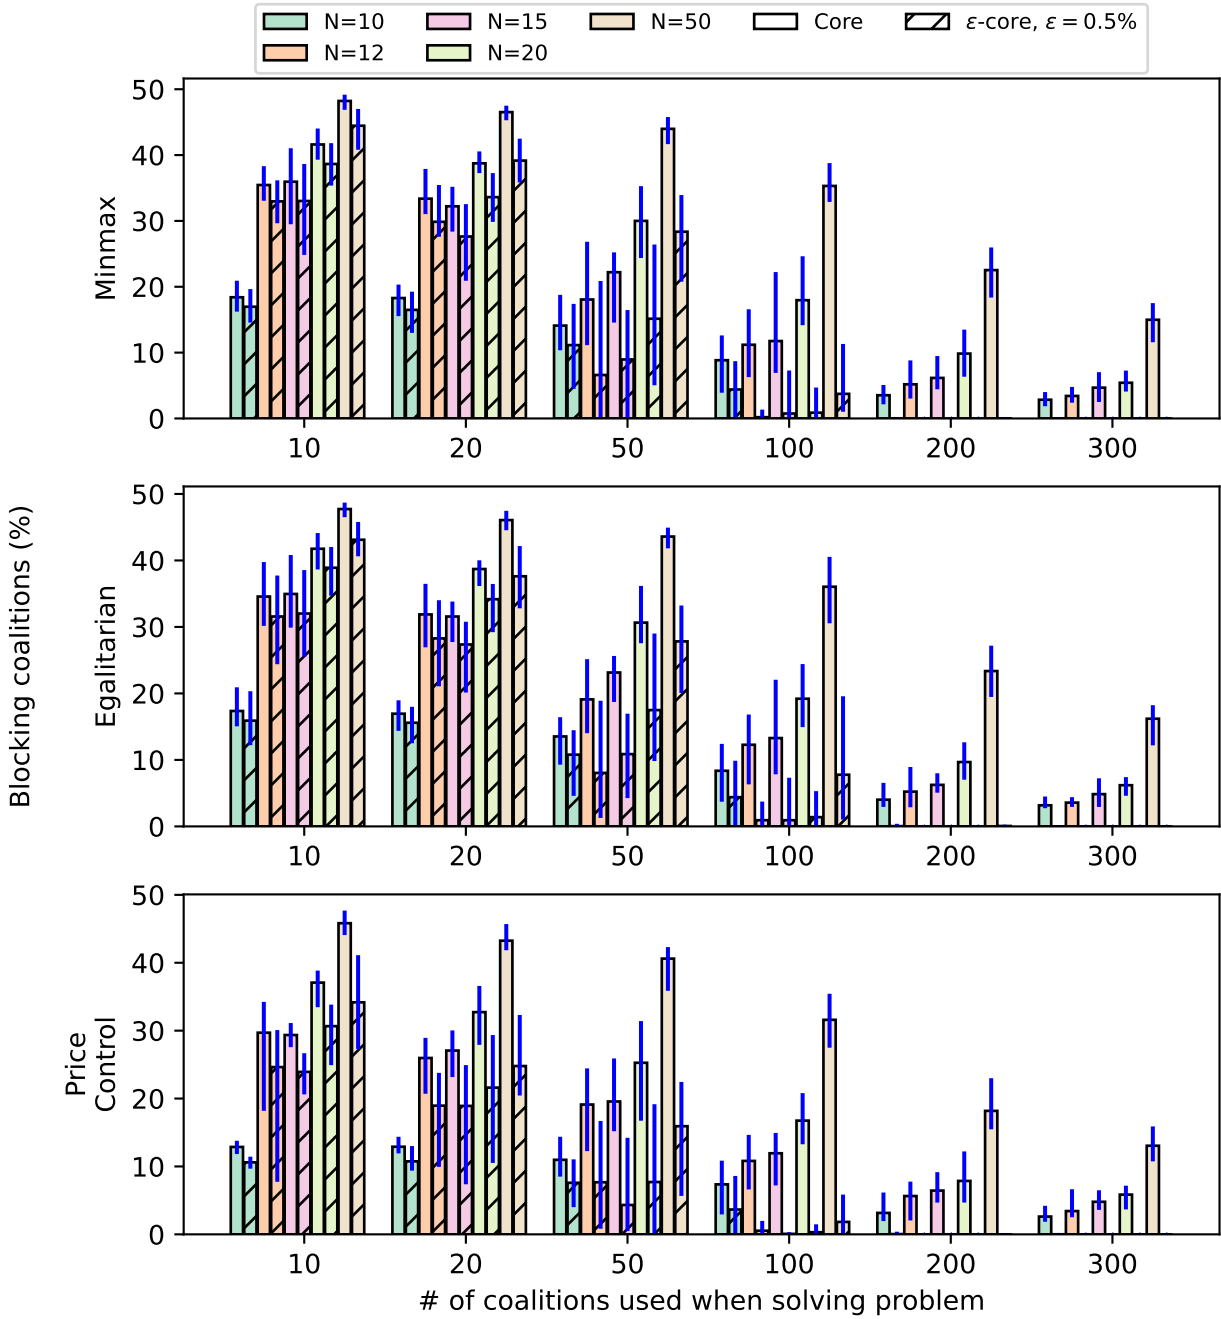 N=10 N=15 N=50 Core ε-core, ε = 0.5%
N=12 N=20
50
40
30
20
10
0
Minmax
10 20 50 100 200 300
Blocking coalitions (%)
50
40
30
20
10
0
Egalitarian
10 20 50 100 200 300
50
40
30
20
10
0
Price
Control
10 20 50 100 200 300
# of coalitions used when solving problem